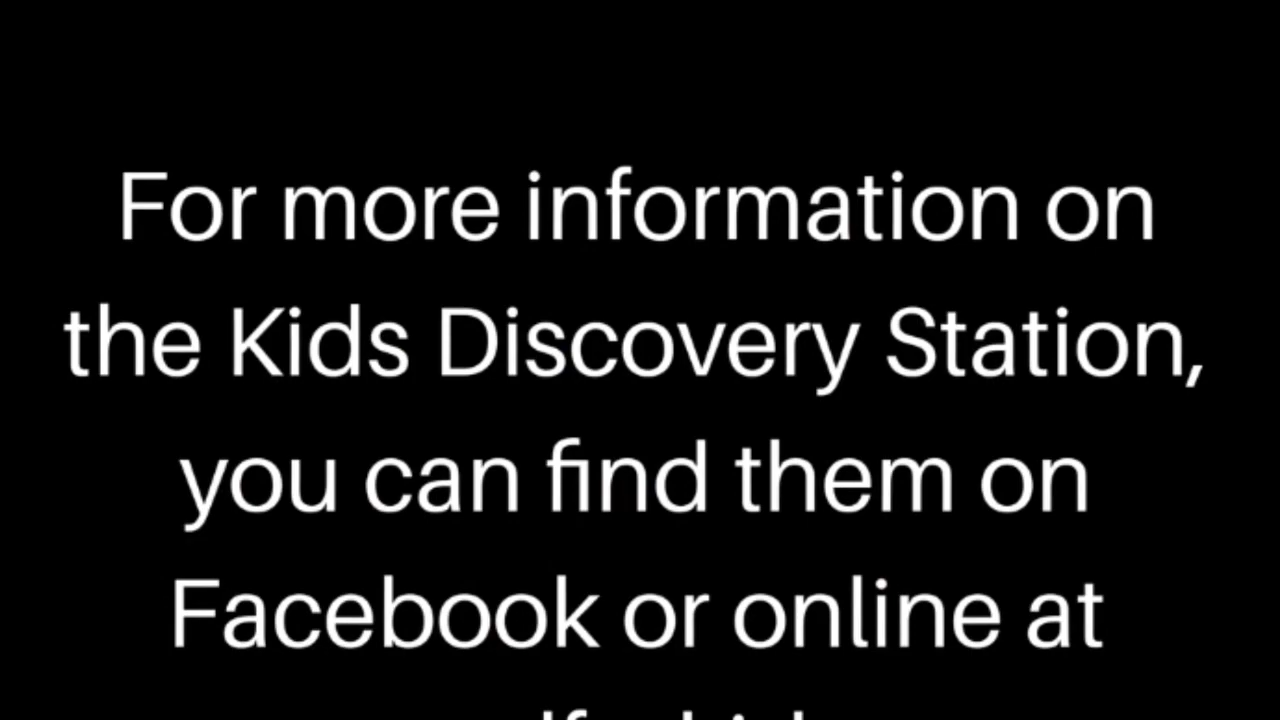 For more information on
the Kids Discovery Station,
you can find them on
Facebook or online at